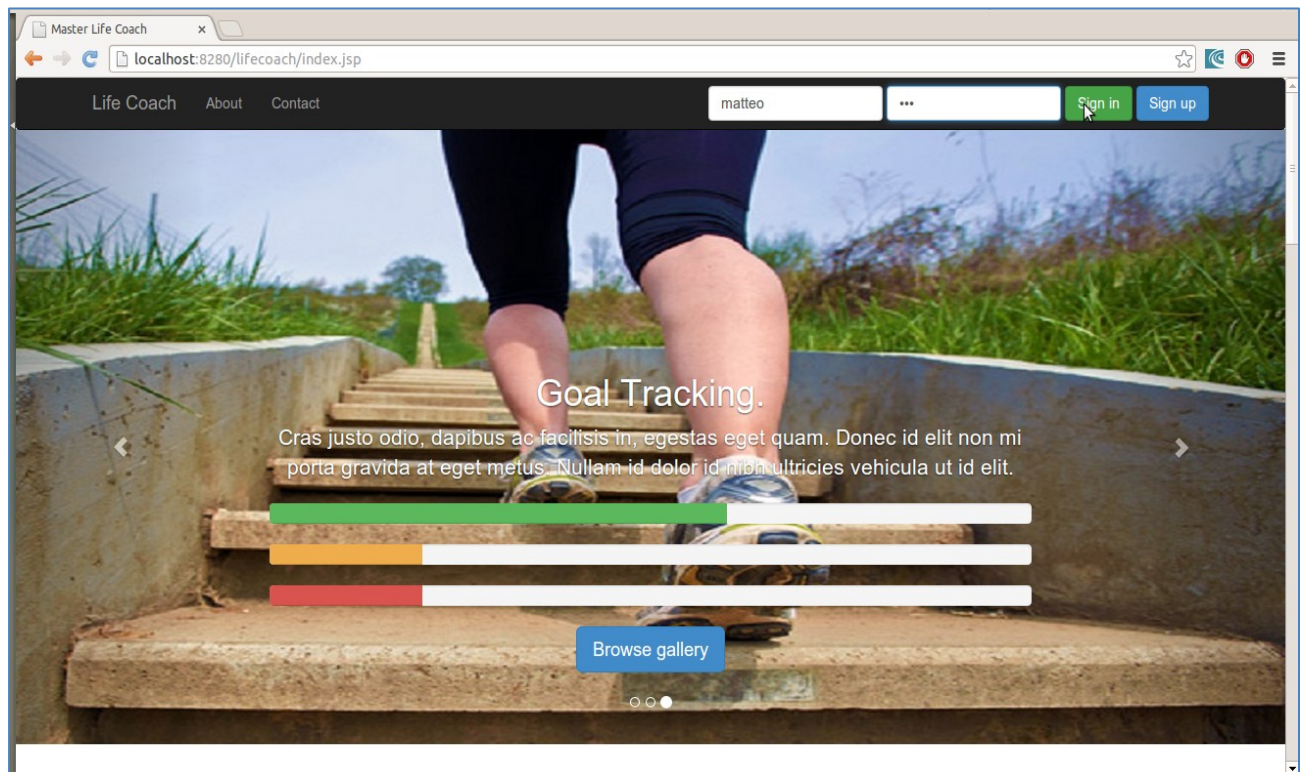 Master Life Coach
localhost:8280/lifecoach/index.jsp
Life Coach About Contact matteo ••• Sign in Sign up
Goal Tracking.
Cras justo odio, dapibus ac facilisis in, egestas eget quam. Donec id elit non mi
porta gravida at eget metus. Nullam id dolor id nibh ultricies vehicula ut id elit.
Browse gallery